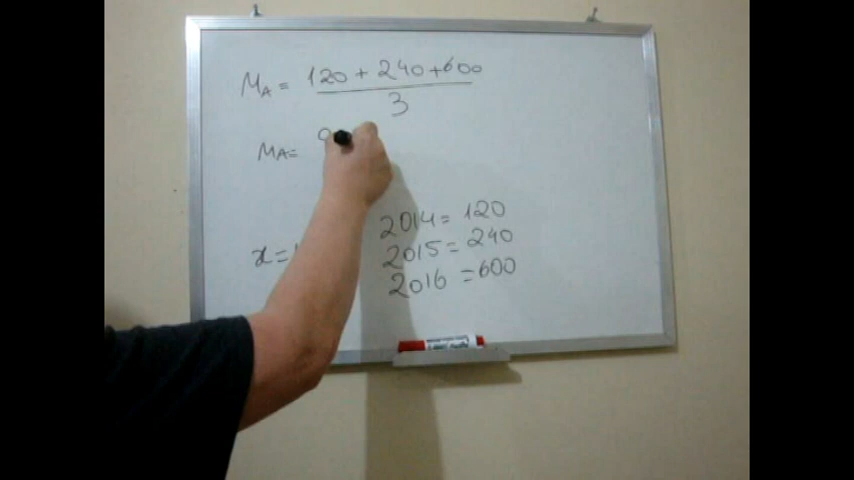 MA = 120 + 240 + 600
3
MA =
x =
2014 = 120
2015 = 240
2016 = 600